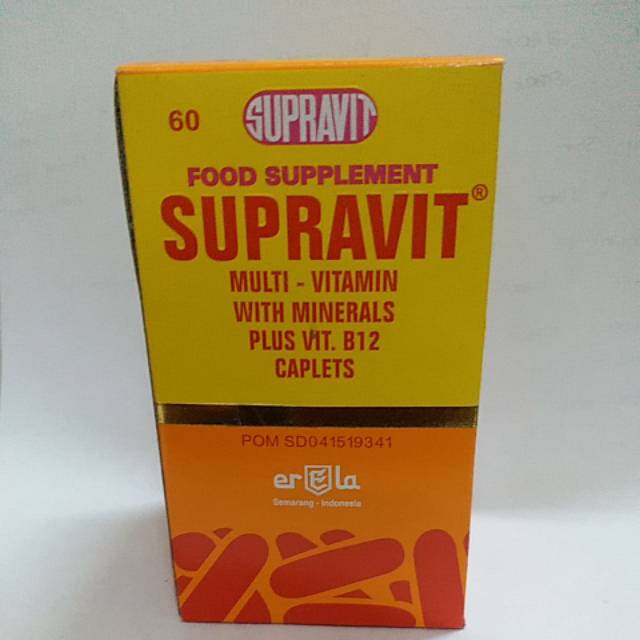 60
SUPRAVIT
FOOD SUPPLEMENT
SUPRAVIT®
MULTI - VITAMIN
WITH MINERALS
PLUS VIT. B12
CAPLETS
POM SD041519341
erela
Semarang - Indonesia